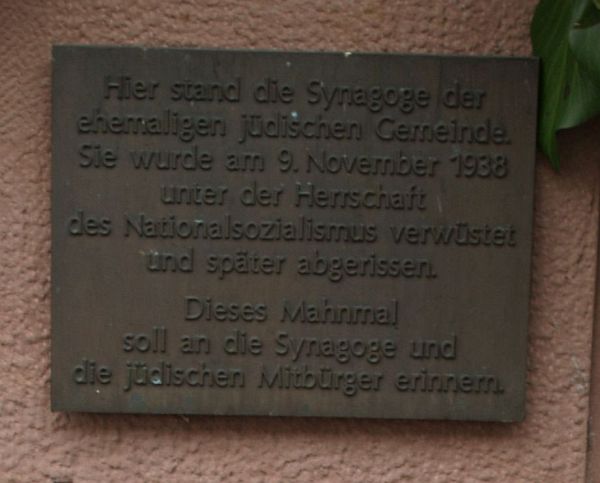 Hier stand die Synagoge der
ehemaligen jüdischen Gemeinde.
Sie wurde am 9. November 1938
unter der Herrschaft
des Nationalsozialismus verwüstet
und später abgerissen.
Dieses Mahnmal
soll an die Synagoge und
die jüdischen Mitbürger erinnern.